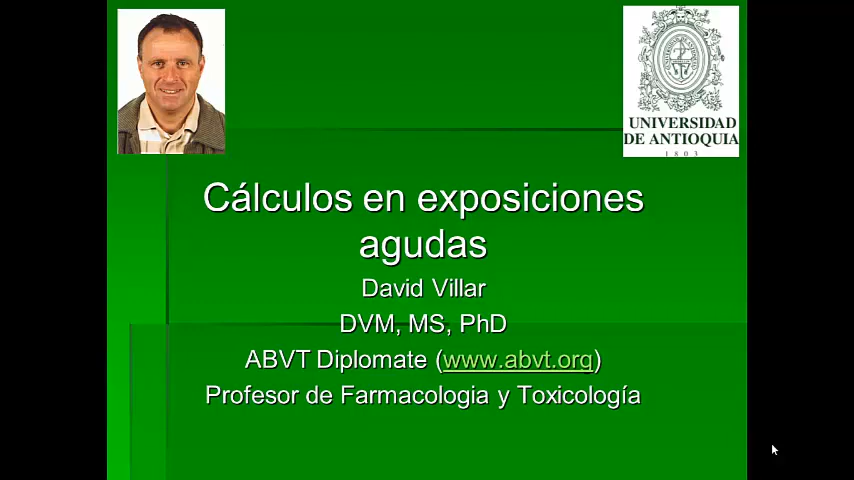 UNIVERSIDAD
DE ANTIOQUIA
1803
Cálculos en exposiciones
agudas
David Villar
DVM, MS, PhD
ABVT Diplomate (www.abvt.org)
Profesor de Farmacologia y Toxicología